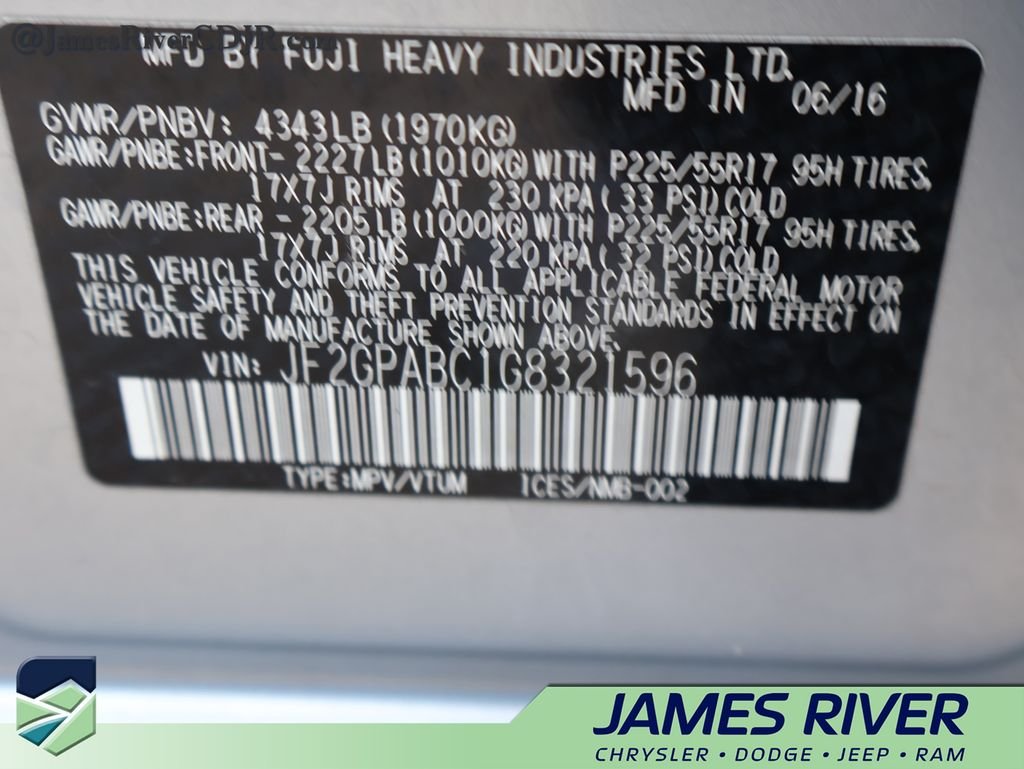 @JamesRiverCDJR.com
MFD BY FUJI HEAVY INDUSTRIES LTD.
MFD IN 06/16
GVWR/PNBV: 4343LB (1970KG)
GAWR/PNBE:FRONT- 2227LB (1010KG) WITH P225/55R17 95H TIRES,
17X7J RIMS AT 230 KPA ( 33 PSI) COLD
GAWR/PNBE:REAR - 2205LB (1000KG) WITH P225/55R17 95H TIRES,
17X7J RIMS AT 220 KPA ( 32 PSI) COLD
THIS VEHICLE CONFORMS TO ALL APPLICABLE FEDERAL MOTOR
VEHICLE SAFETY AND THEFT PREVENTION STANDARDS IN EFFECT ON
THE DATE OF MANUFACTURE SHOWN ABOVE.
VIN: JF2GPABC1G8321596
TYPE:MPV/VTUM ICES/NMB-002
JAMES RIVER
CHRYSLER • DODGE • JEEP • RAM